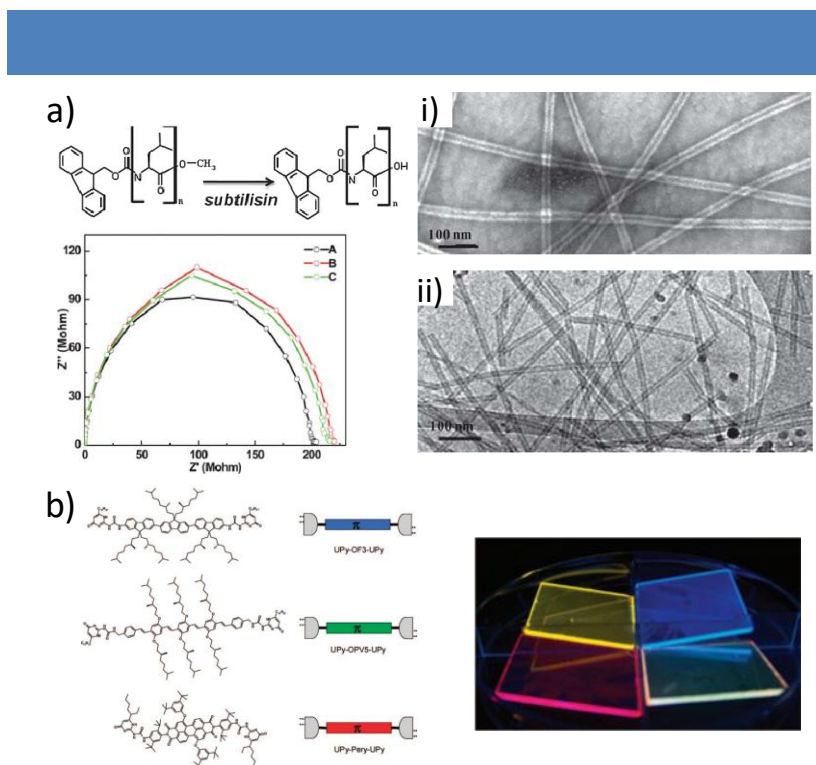 a)
O
O
N
O
O—CH₃
n
subtilisin
O
O
N
O
OH
n
120
90
60
30
0
Z'' (Mohm)
A
B
C
0
50
100
150
200
Z' (Mohm)
i)
100 nm
ii)
100 nm
b)
π
UPy-OF3-UPy
π
UPy-OPV5-UPy
π
UPy-Pery-UPy